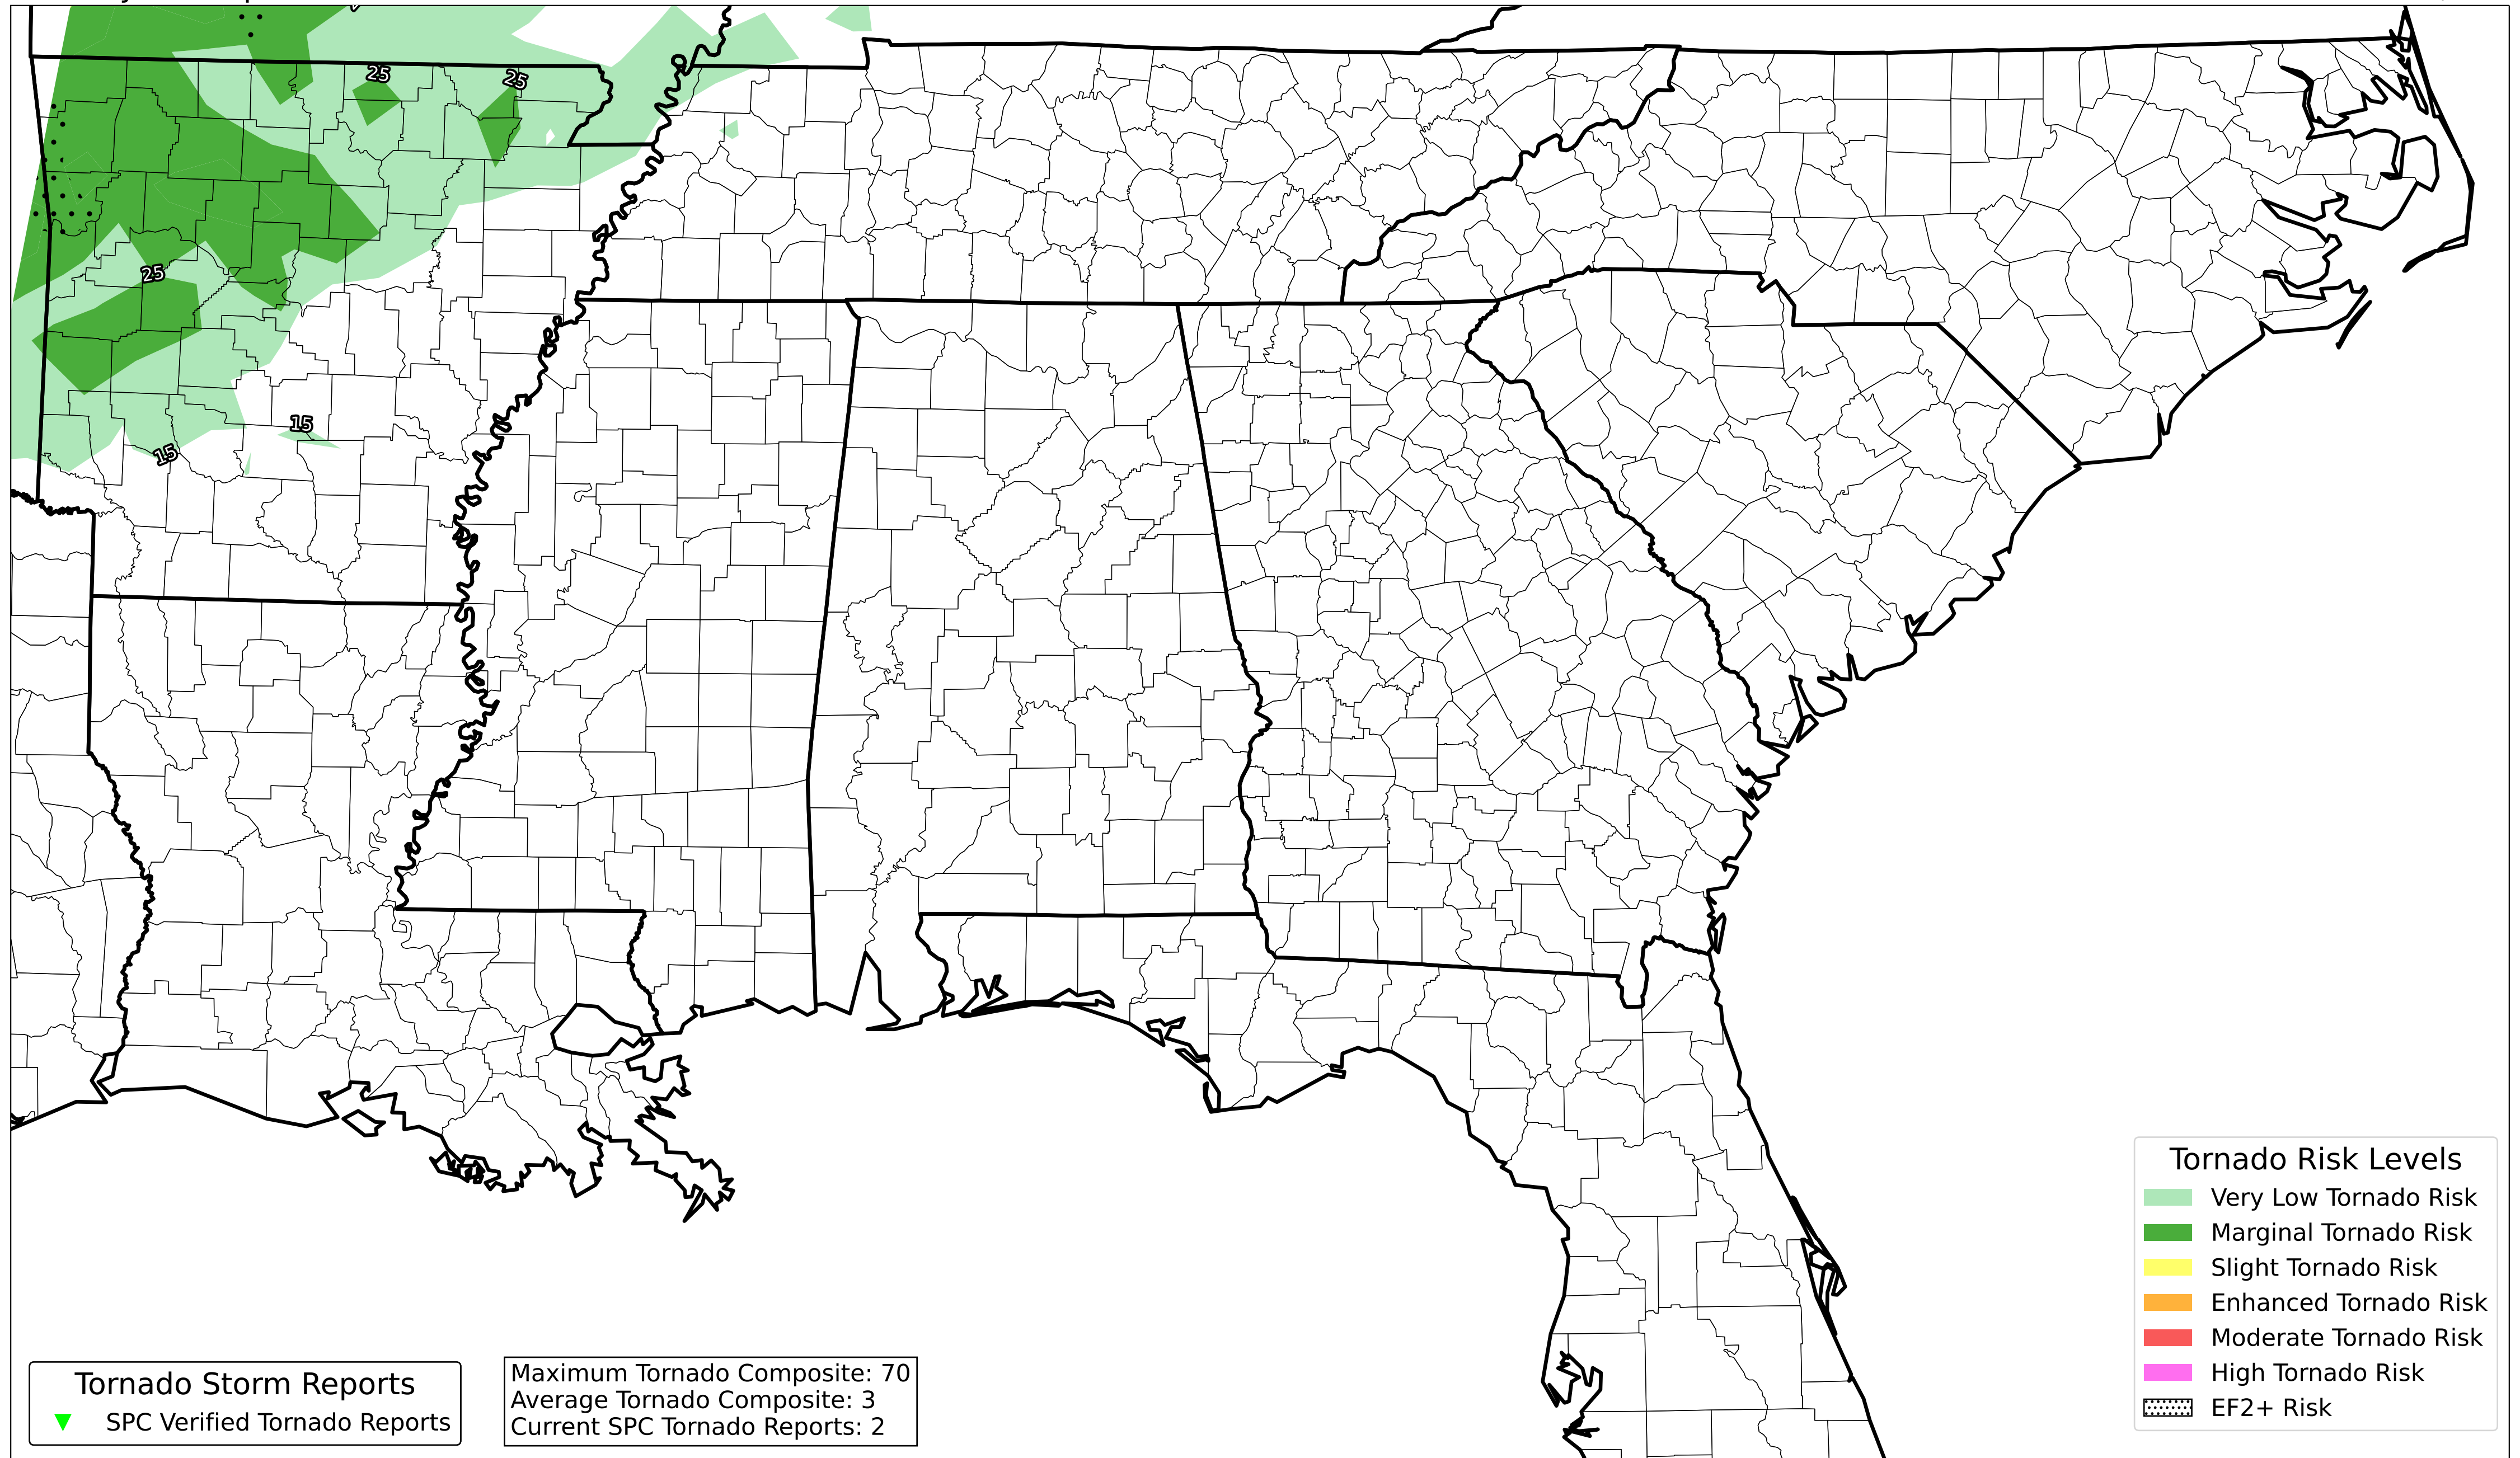 25
25
25
15
15
Tornado Storm Reports
SPC Verified Tornado Reports
Maximum Tornado Composite: 70
Average Tornado Composite: 3
Current SPC Tornado Reports: 2
Tornado Risk Levels
Very Low Tornado Risk
Marginal Tornado Risk
Slight Tornado Risk
Enhanced Tornado Risk
Moderate Tornado Risk
High Tornado Risk
EF2+ Risk